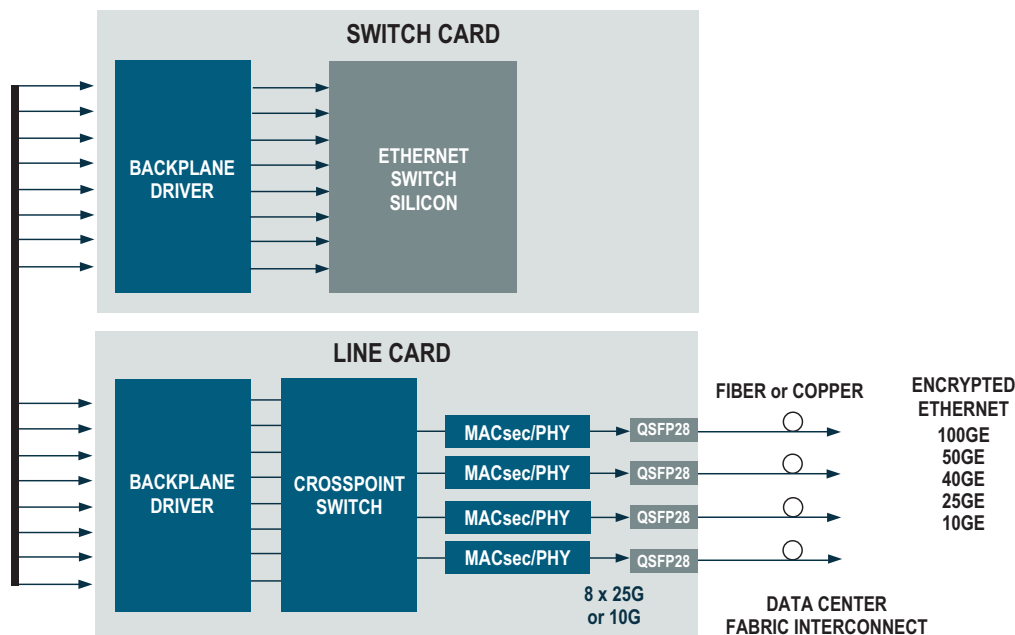 SWITCH CARD
BACKPLANE
DRIVER
ETHERNET
SWITCH
SILICON
LINE CARD
BACKPLANE
DRIVER
CROSSPOINT
SWITCH
MACsec/PHY
MACsec/PHY
MACsec/PHY
MACsec/PHY
8 x 25G
or 10G
QSFP28
QSFP28
QSFP28
QSFP28
FIBER or COPPER
ENCRYPTED
ETHERNET
100GE
50GE
40GE
25GE
10GE
DATA CENTER
FABRIC INTERCONNECT